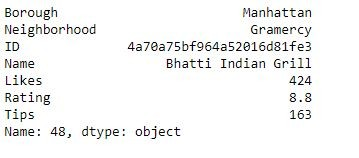 Borough Manhattan
Neighborhood Gramercy
ID 4a70a75bf964a52016d81fe3
Name Bhatti Indian Grill
Likes 424
Rating 8.8
Tips 163
Name: 48, dtype: object